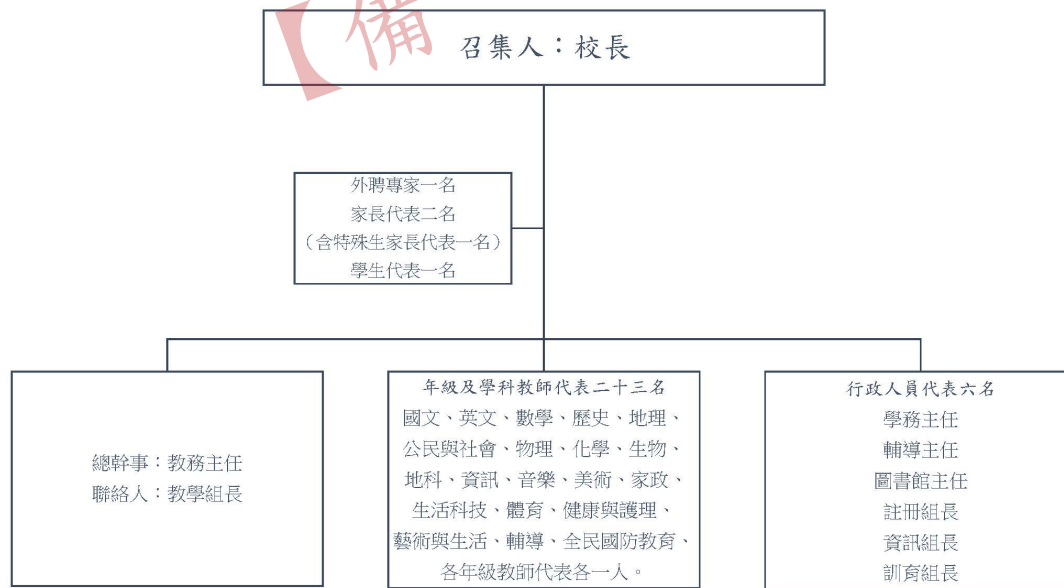 【備
召集人：校長
外聘專家一名
家長代表二名
（含特殊生家長代表一名）
學生代表一名
總幹事：教務主任
聯絡人：教學組長
年級及學科教師代表二十三名
國文、英文、數學、歷史、地理、
公民與社會、物理、化學、生物、
地科、資訊、音樂、美術、家政、
生活科技、體育、健康與護理、
藝術與生活、輔導、全民國防教育、
各年級教師代表各一人。
行政人員代表六名
學務主任
輔導主任
圖書館主任
註冊組長
資訊組長
訓育組長